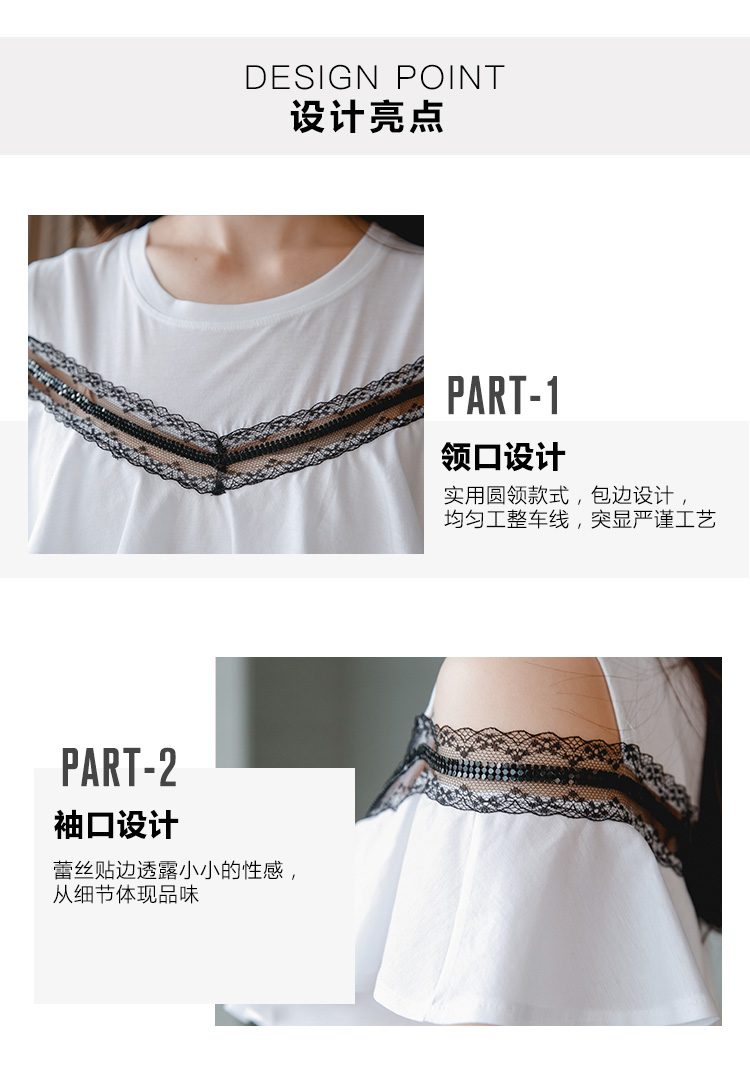 DESIGN POINT
设计亮点
PART-1
领口设计
实用圆领款式，包边设计，
均匀工整车线，突显严谨工艺
PART-2
袖口设计
蕾丝贴边透露小小的性感，
从细节体现品味